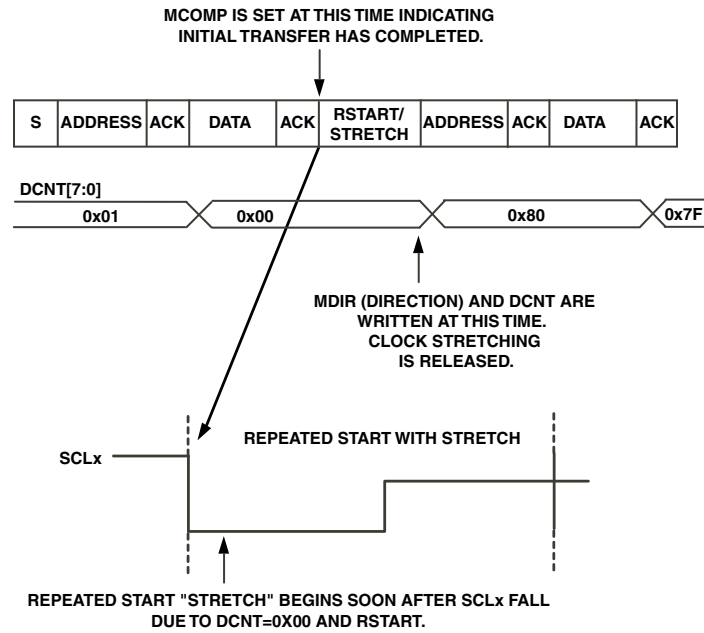 MCOMP IS SET AT THIS TIME INDICATING
INITIAL TRANSFER HAS COMPLETED.
S ADDRESS ACK DATA ACK RSTART/ STRETCH ADDRESS ACK DATA ACK
DCNT[7:0]
0x01 0x00 0x80 0x7F
MDIR (DIRECTION) AND DCNT ARE
WRITTEN AT THIS TIME.
CLOCK STRETCHING
IS RELEASED.
REPEATED START WITH STRETCH
SCLx
REPEATED START "STRETCH" BEGINS SOON AFTER SCLx FALL
DUE TO DCNT=0X00 AND RSTART.